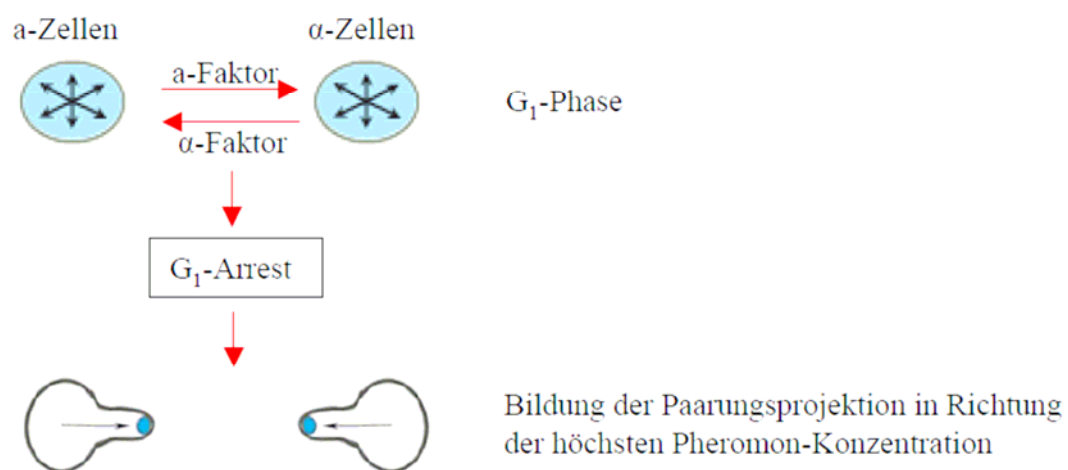 a-Zellen
α-Zellen
a-Faktor
α-Faktor
G₁-Phase
G₁-Arrest
Bildung der Paarungsprojektion in Richtung
der höchsten Pheromon-Konzentration